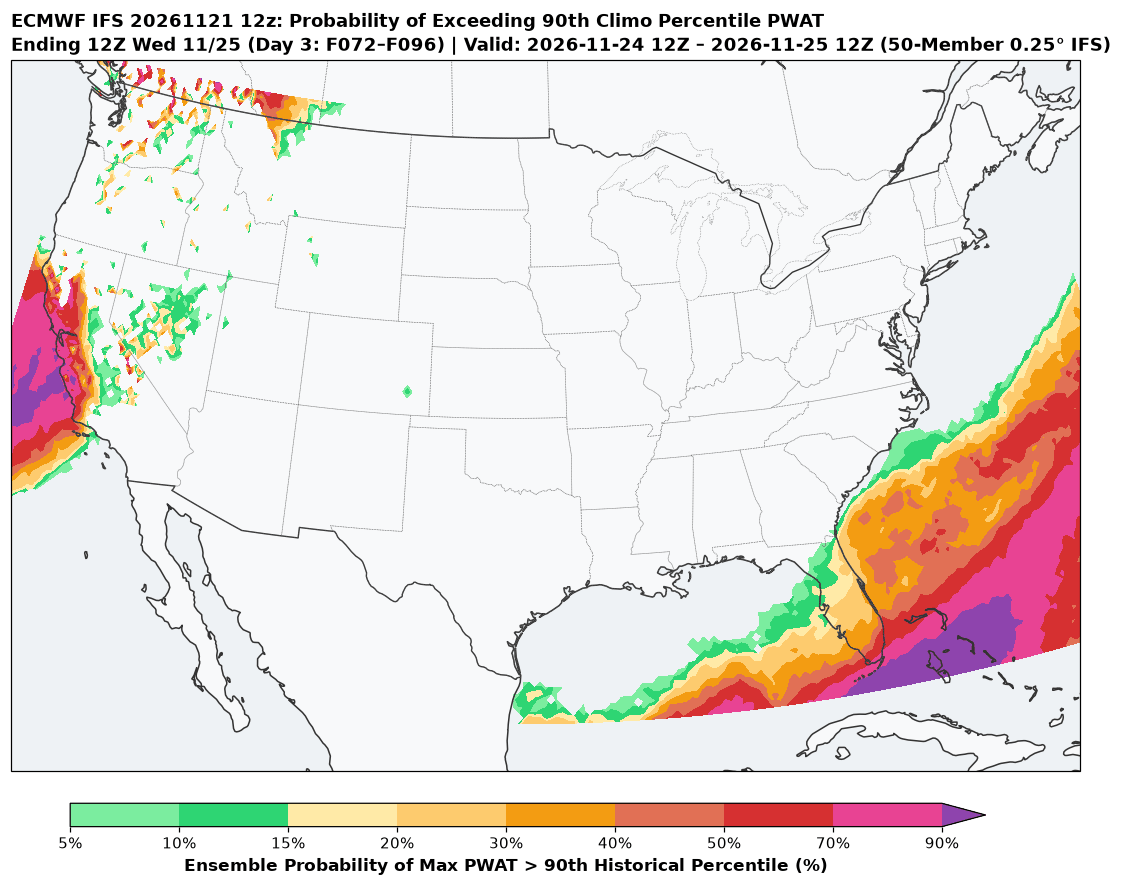 ECMWF IFS 20261121 12z: Probability of Exceeding 90th Climo Percentile PWAT
Ending 12Z Wed 11/25 (Day 3: F072–F096) | Valid: 2026-11-24 12Z – 2026-11-25 12Z (50-Member 0.25° IFS)
5% 10% 15% 20% 30% 40% 50% 70% 90%
Ensemble Probability of Max PWAT > 90th Historical Percentile (%)